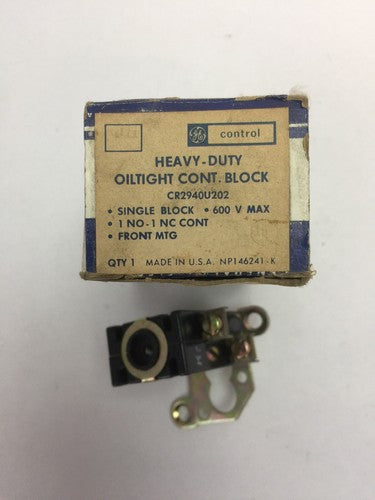 GE control
HEAVY-DUTY
OILTIGHT CONT. BLOCK
CR2940U202
• SINGLE BLOCK • 600 V MAX
• 1 NO-1 NC CONT
• FRONT MTG
QTY 1 MADE IN U.S.A. NP146241-K